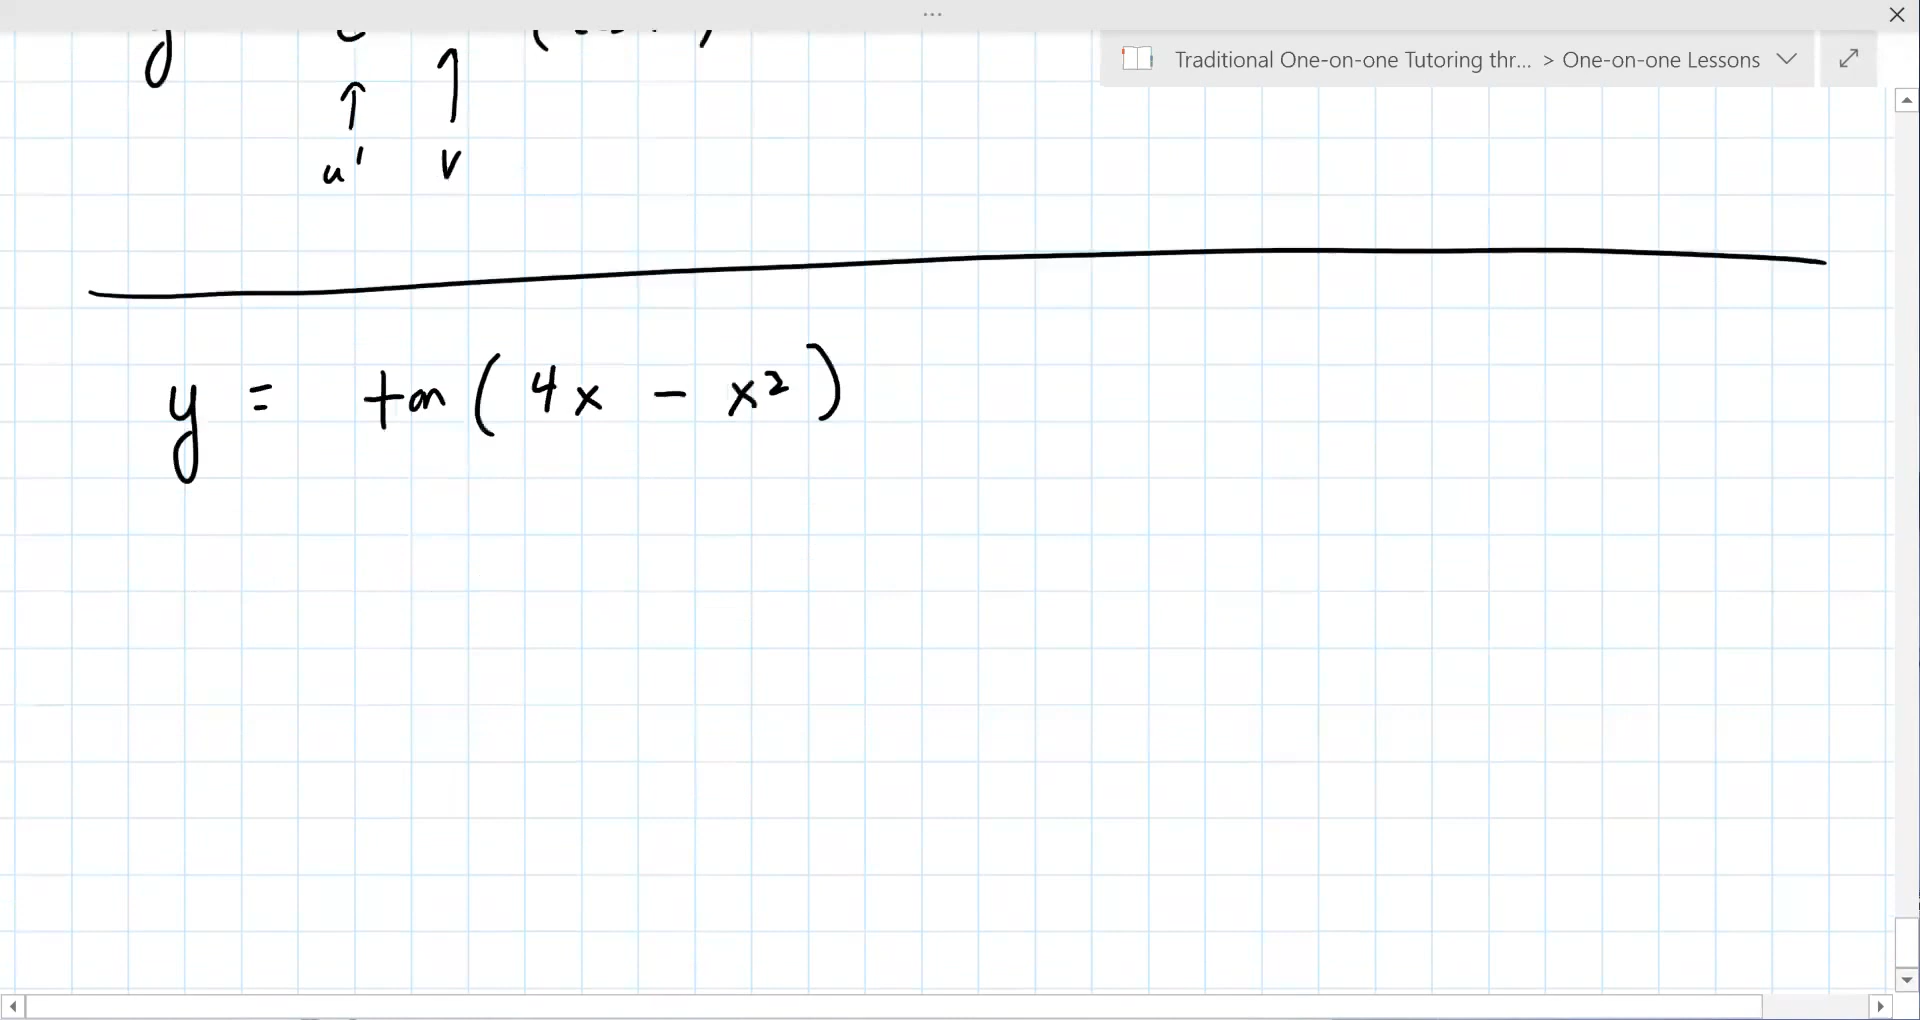 Traditional One-on-one Tutoring thr... > One-on-one Lessons
u' v
y = tan ( 4x - x² )